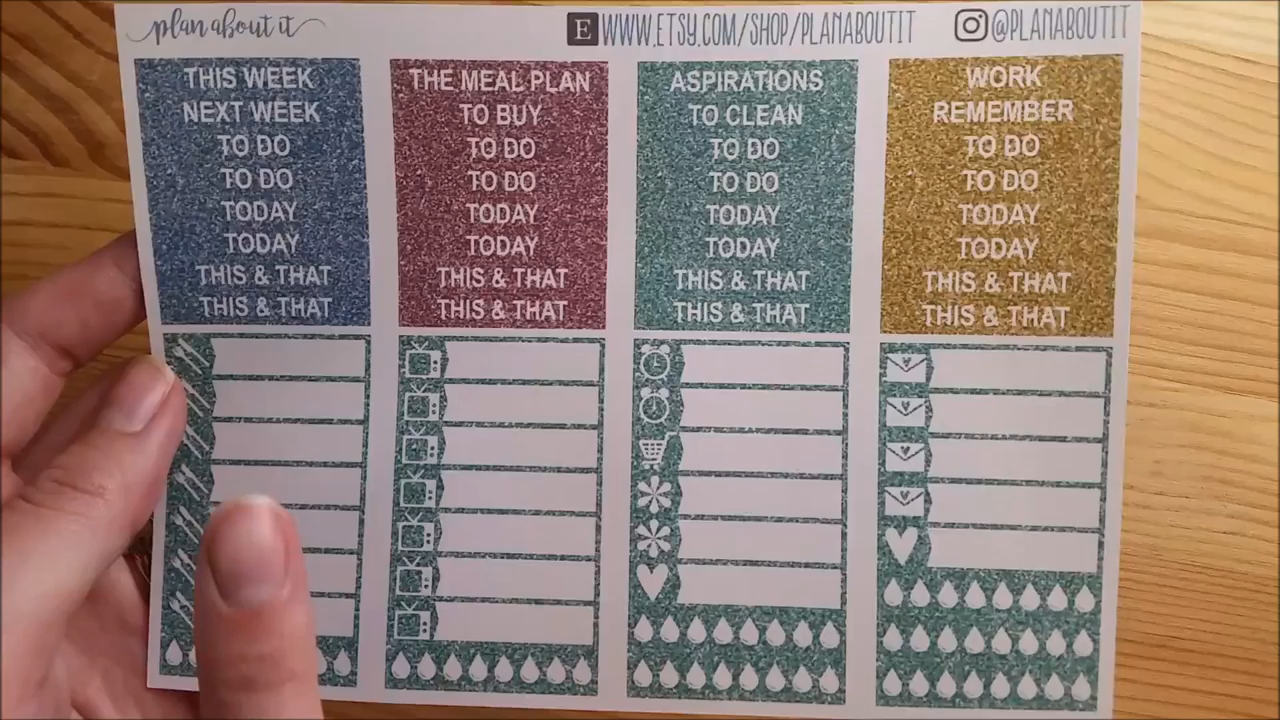 plan about it
E WWW.ETSY.COM/SHOP/PLANABOUTIT
@PLANABOUTIT
THIS WEEK
NEXT WEEK
TO DO
TO DO
TODAY
TODAY
THIS & THAT
THIS & THAT
THE MEAL PLAN
TO BUY
TO DO
TO DO
TODAY
TODAY
THIS & THAT
THIS & THAT
ASPIRATIONS
TO CLEAN
TO DO
TO DO
TODAY
TODAY
THIS & THAT
THIS & THAT
WORK
REMEMBER
TO DO
TO DO
TODAY
TODAY
THIS & THAT
THIS & THAT